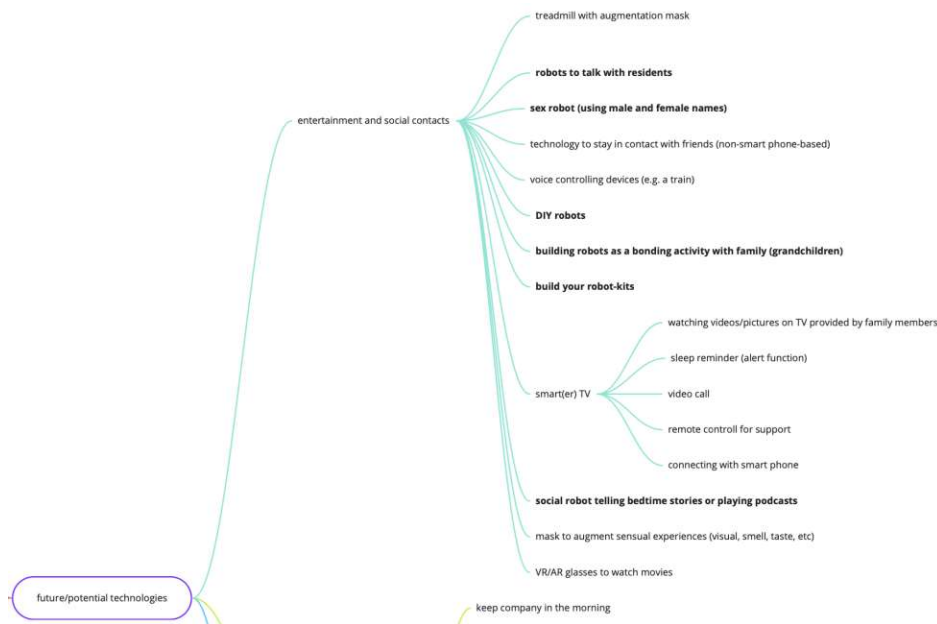 treadmill with augmentation mask
robots to talk with residents
sex robot (using male and female names)
entertainment and social contacts
technology to stay in contact with friends (non-smart phone-based)
voice controlling devices (e.g. a train)
DIY robots
building robots as a bonding activity with family (grandchildren)
build your robot-kits
watching videos/pictures on TV provided by family members
sleep reminder (alert function)
smart(er) TV
video call
remote controll for support
connecting with smart phone
social robot telling bedtime stories or playing podcasts
mask to augment sensual experiences (visual, smell, taste, etc)
VR/AR glasses to watch movies
future/potential technologies
keep company in the morning